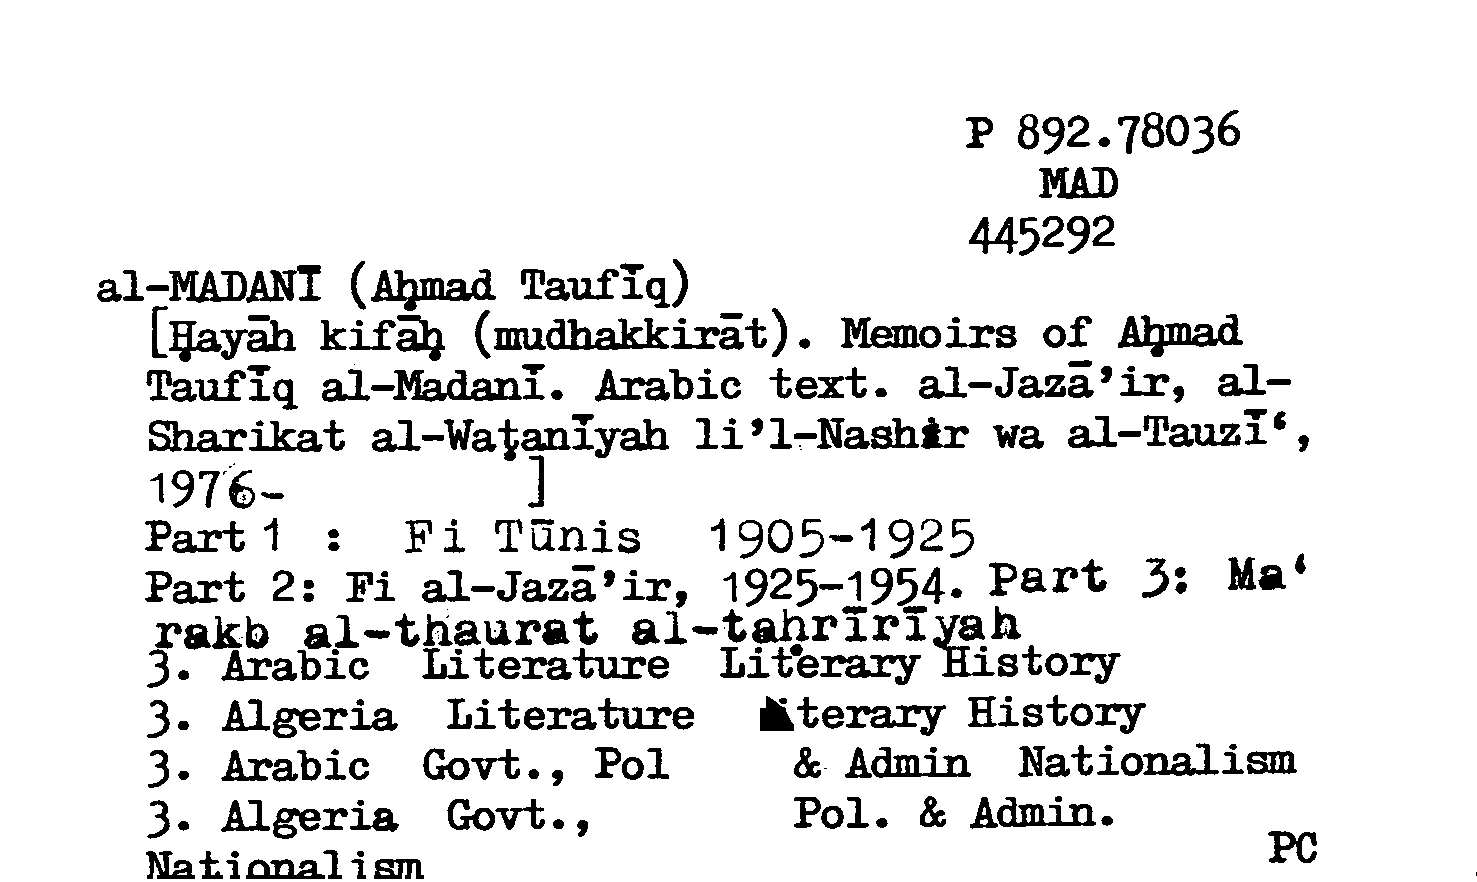 P 892.78036
MAD
445292
al-MADANĪ (Aḥmad Taufīq)
[Ḥayāh kifāḥ (mudhakkirāt). Memoirs of Aḥmad
Taufīq al-Madanī. Arabic text. al-Jazā’ir, al-
Sharikat al-Waṭanīyah li’l-Nashir wa al-Tauzī‘,
1976- ]
Part 1 : Fi Tūnis 1905-1925
Part 2: Fi al-Jazā’ir, 1925-1954. Part 3: Ma‘
rakb al-thaurat al-taḥrīrīyah
3. Arabic Literature Literary History
3. Algeria Literature Literary History
3. Arabic Govt., Pol & Admin Nationalism
3. Algeria Govt., Pol. & Admin.
PC
Nationalism